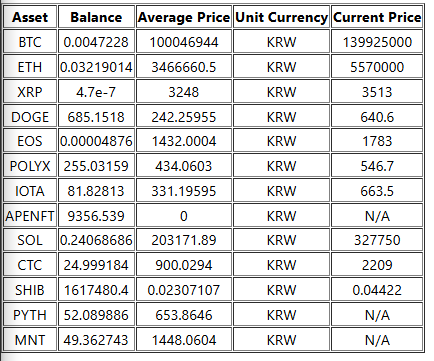 Asset Balance Average Price Unit Currency Current Price
BTC 0.0047228 100046944 KRW 139925000
ETH 0.03219014 3466660.5 KRW 5570000
XRP 4.7e-7 3248 KRW 3513
DOGE 685.1518 242.25955 KRW 640.6
EOS 0.00004876 1432.0004 KRW 1783
POLYX 255.03159 434.0603 KRW 546.7
IOTA 81.82813 331.19595 KRW 663.5
APENFT 9356.539 0 KRW N/A
SOL 0.24068686 203171.89 KRW 327750
CTC 24.999184 900.0294 KRW 2209
SHIB 1617480.4 0.02307107 KRW 0.04422
PYTH 52.089886 653.8646 KRW N/A
MNT 49.362743 1448.0604 KRW N/A